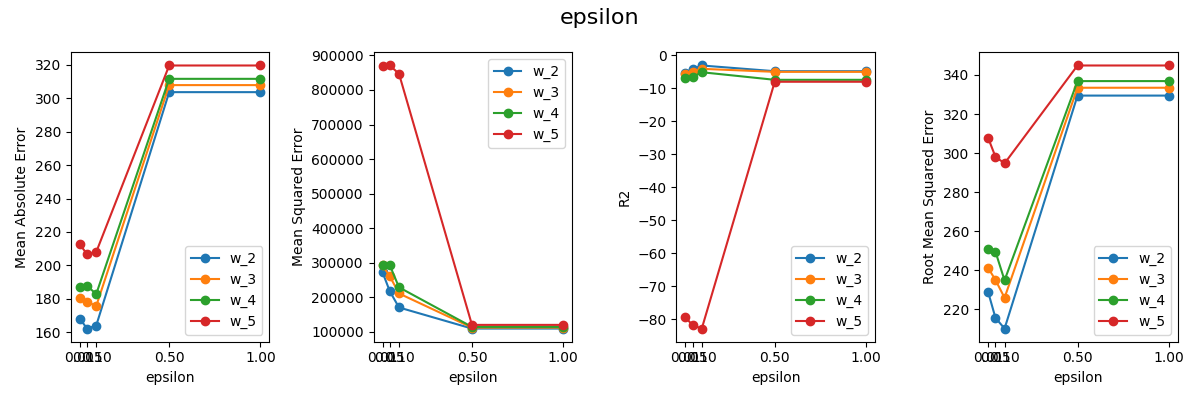 epsilon
Mean Absolute Error
320
300
280
260
240
220
200
180
160
0.50
1.00
epsilon
w_2
w_3
w_4
w_5
Mean Squared Error
900000
800000
700000
600000
500000
400000
300000
200000
100000
0.50
1.00
epsilon
w_2
w_3
w_4
w_5
R2
0
−10
−20
−30
−40
−50
−60
−70
−80
0.50
1.00
epsilon
w_2
w_3
w_4
w_5
Root Mean Squared Error
340
320
300
280
260
240
220
0.50
1.00
epsilon
w_2
w_3
w_4
w_5